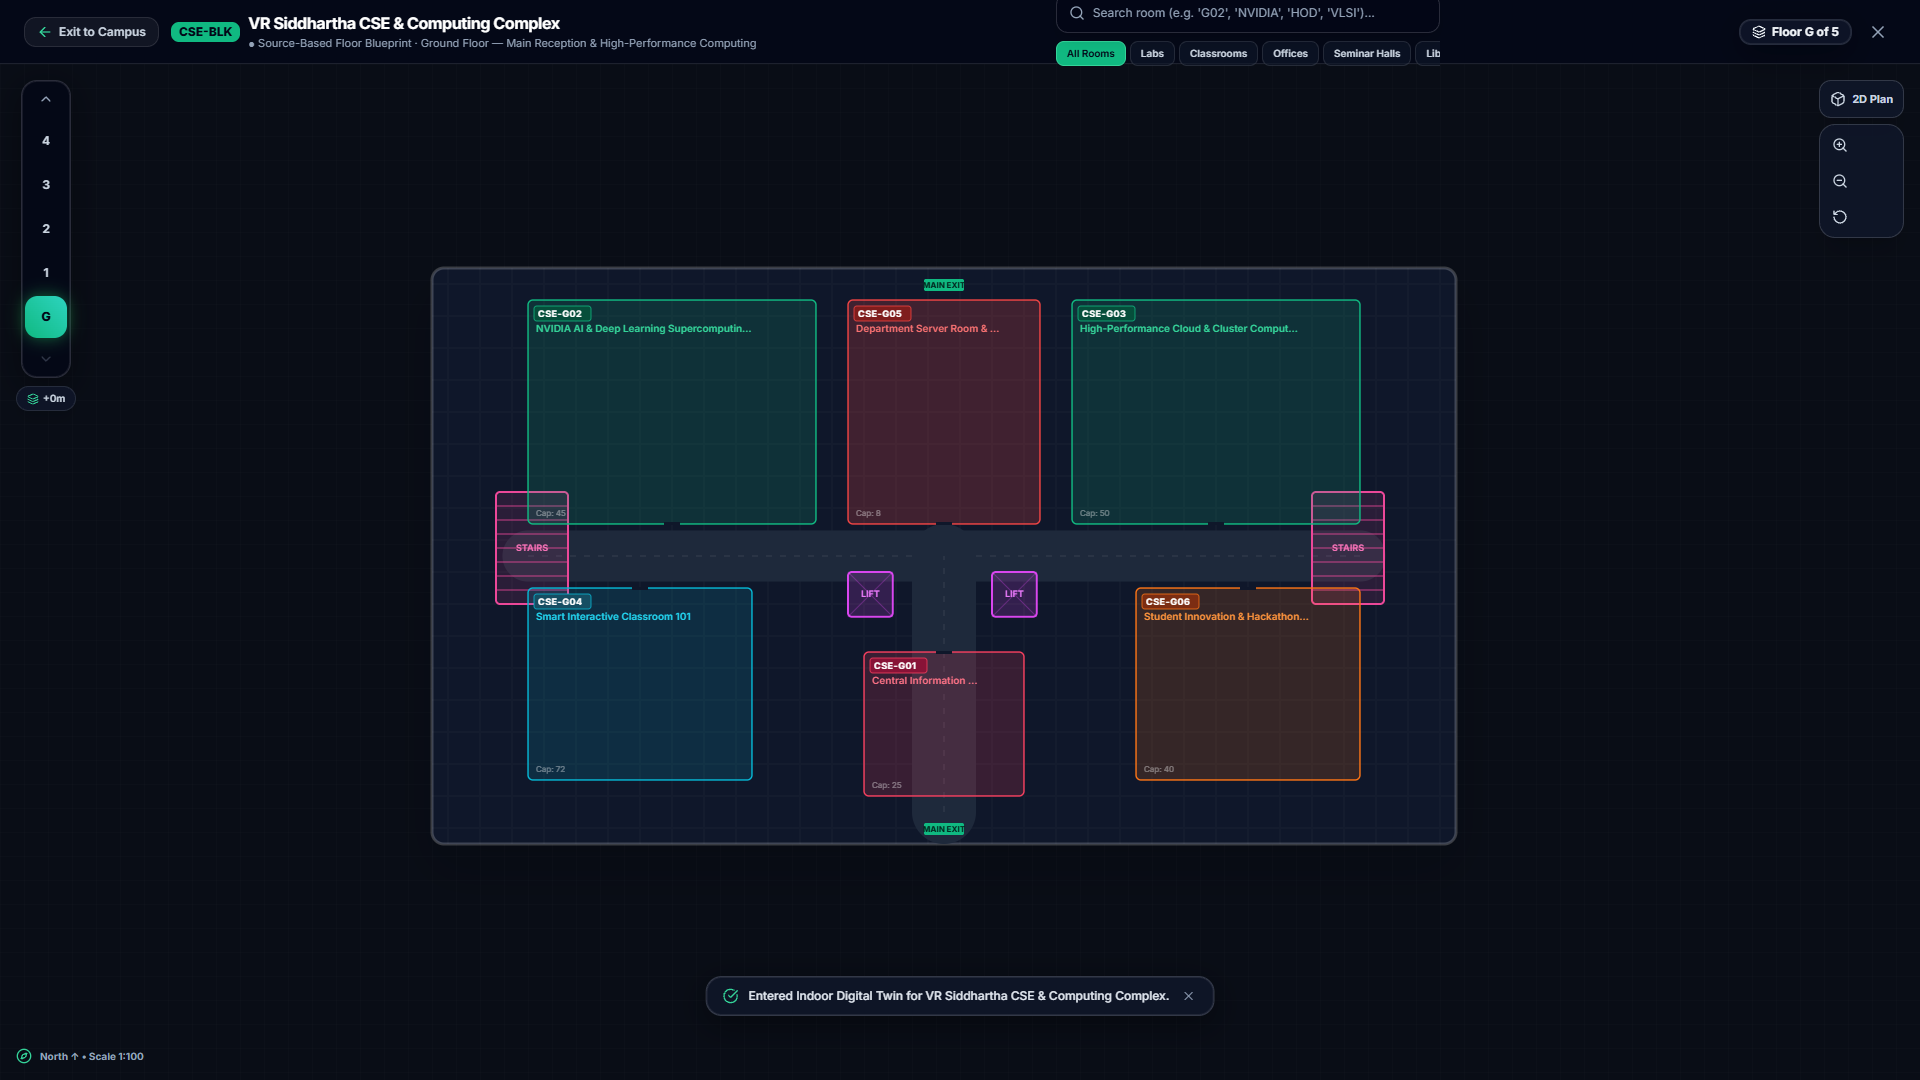 Exit to Campus
CSE-BLK
VR Siddhartha CSE & Computing Complex
● Source-Based Floor Blueprint · Ground Floor — Main Reception & High-Performance Computing
Search room (e.g. 'G02', 'NVIDIA', 'HOD', 'VLSI')...
All Rooms
Labs
Classrooms
Offices
Seminar Halls
Lib
Floor G of 5
4
3
2
1
G
+0m
2D Plan
MAIN EXIT
CSE-G02
NVIDIA AI & Deep Learning Supercomputin...
Cap: 45
CSE-G05
Department Server Room & ...
Cap: 8
CSE-G03
High-Performance Cloud & Cluster Comput...
Cap: 50
STAIRS
STAIRS
LIFT
LIFT
CSE-G04
Smart Interactive Classroom 101
Cap: 72
CSE-G01
Central Information ...
Cap: 25
CSE-G06
Student Innovation & Hackathon...
Cap: 40
MAIN EXIT
Entered Indoor Digital Twin for VR Siddhartha CSE & Computing Complex.
North ↑ • Scale 1:100